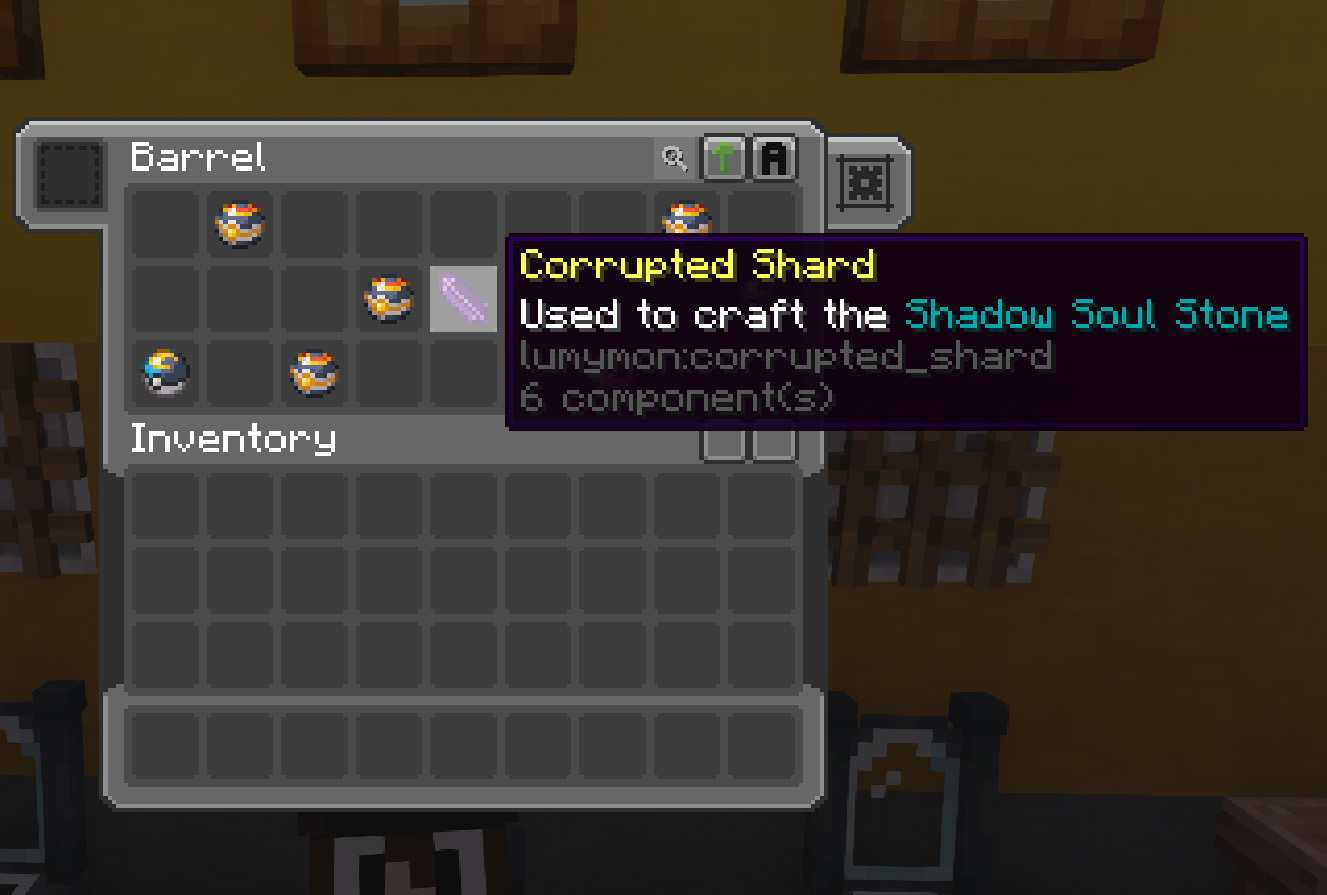 Barrel
A
Corrupted Shard
Used to craft the Shadow Soul Stone
lumymon:corrupted_shard
6 component(s)
Inventory